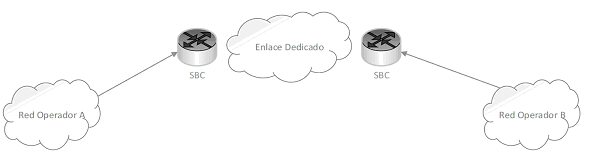 Enlace Dedicado
SBC
SBC
Red Operador A
Red Operador B